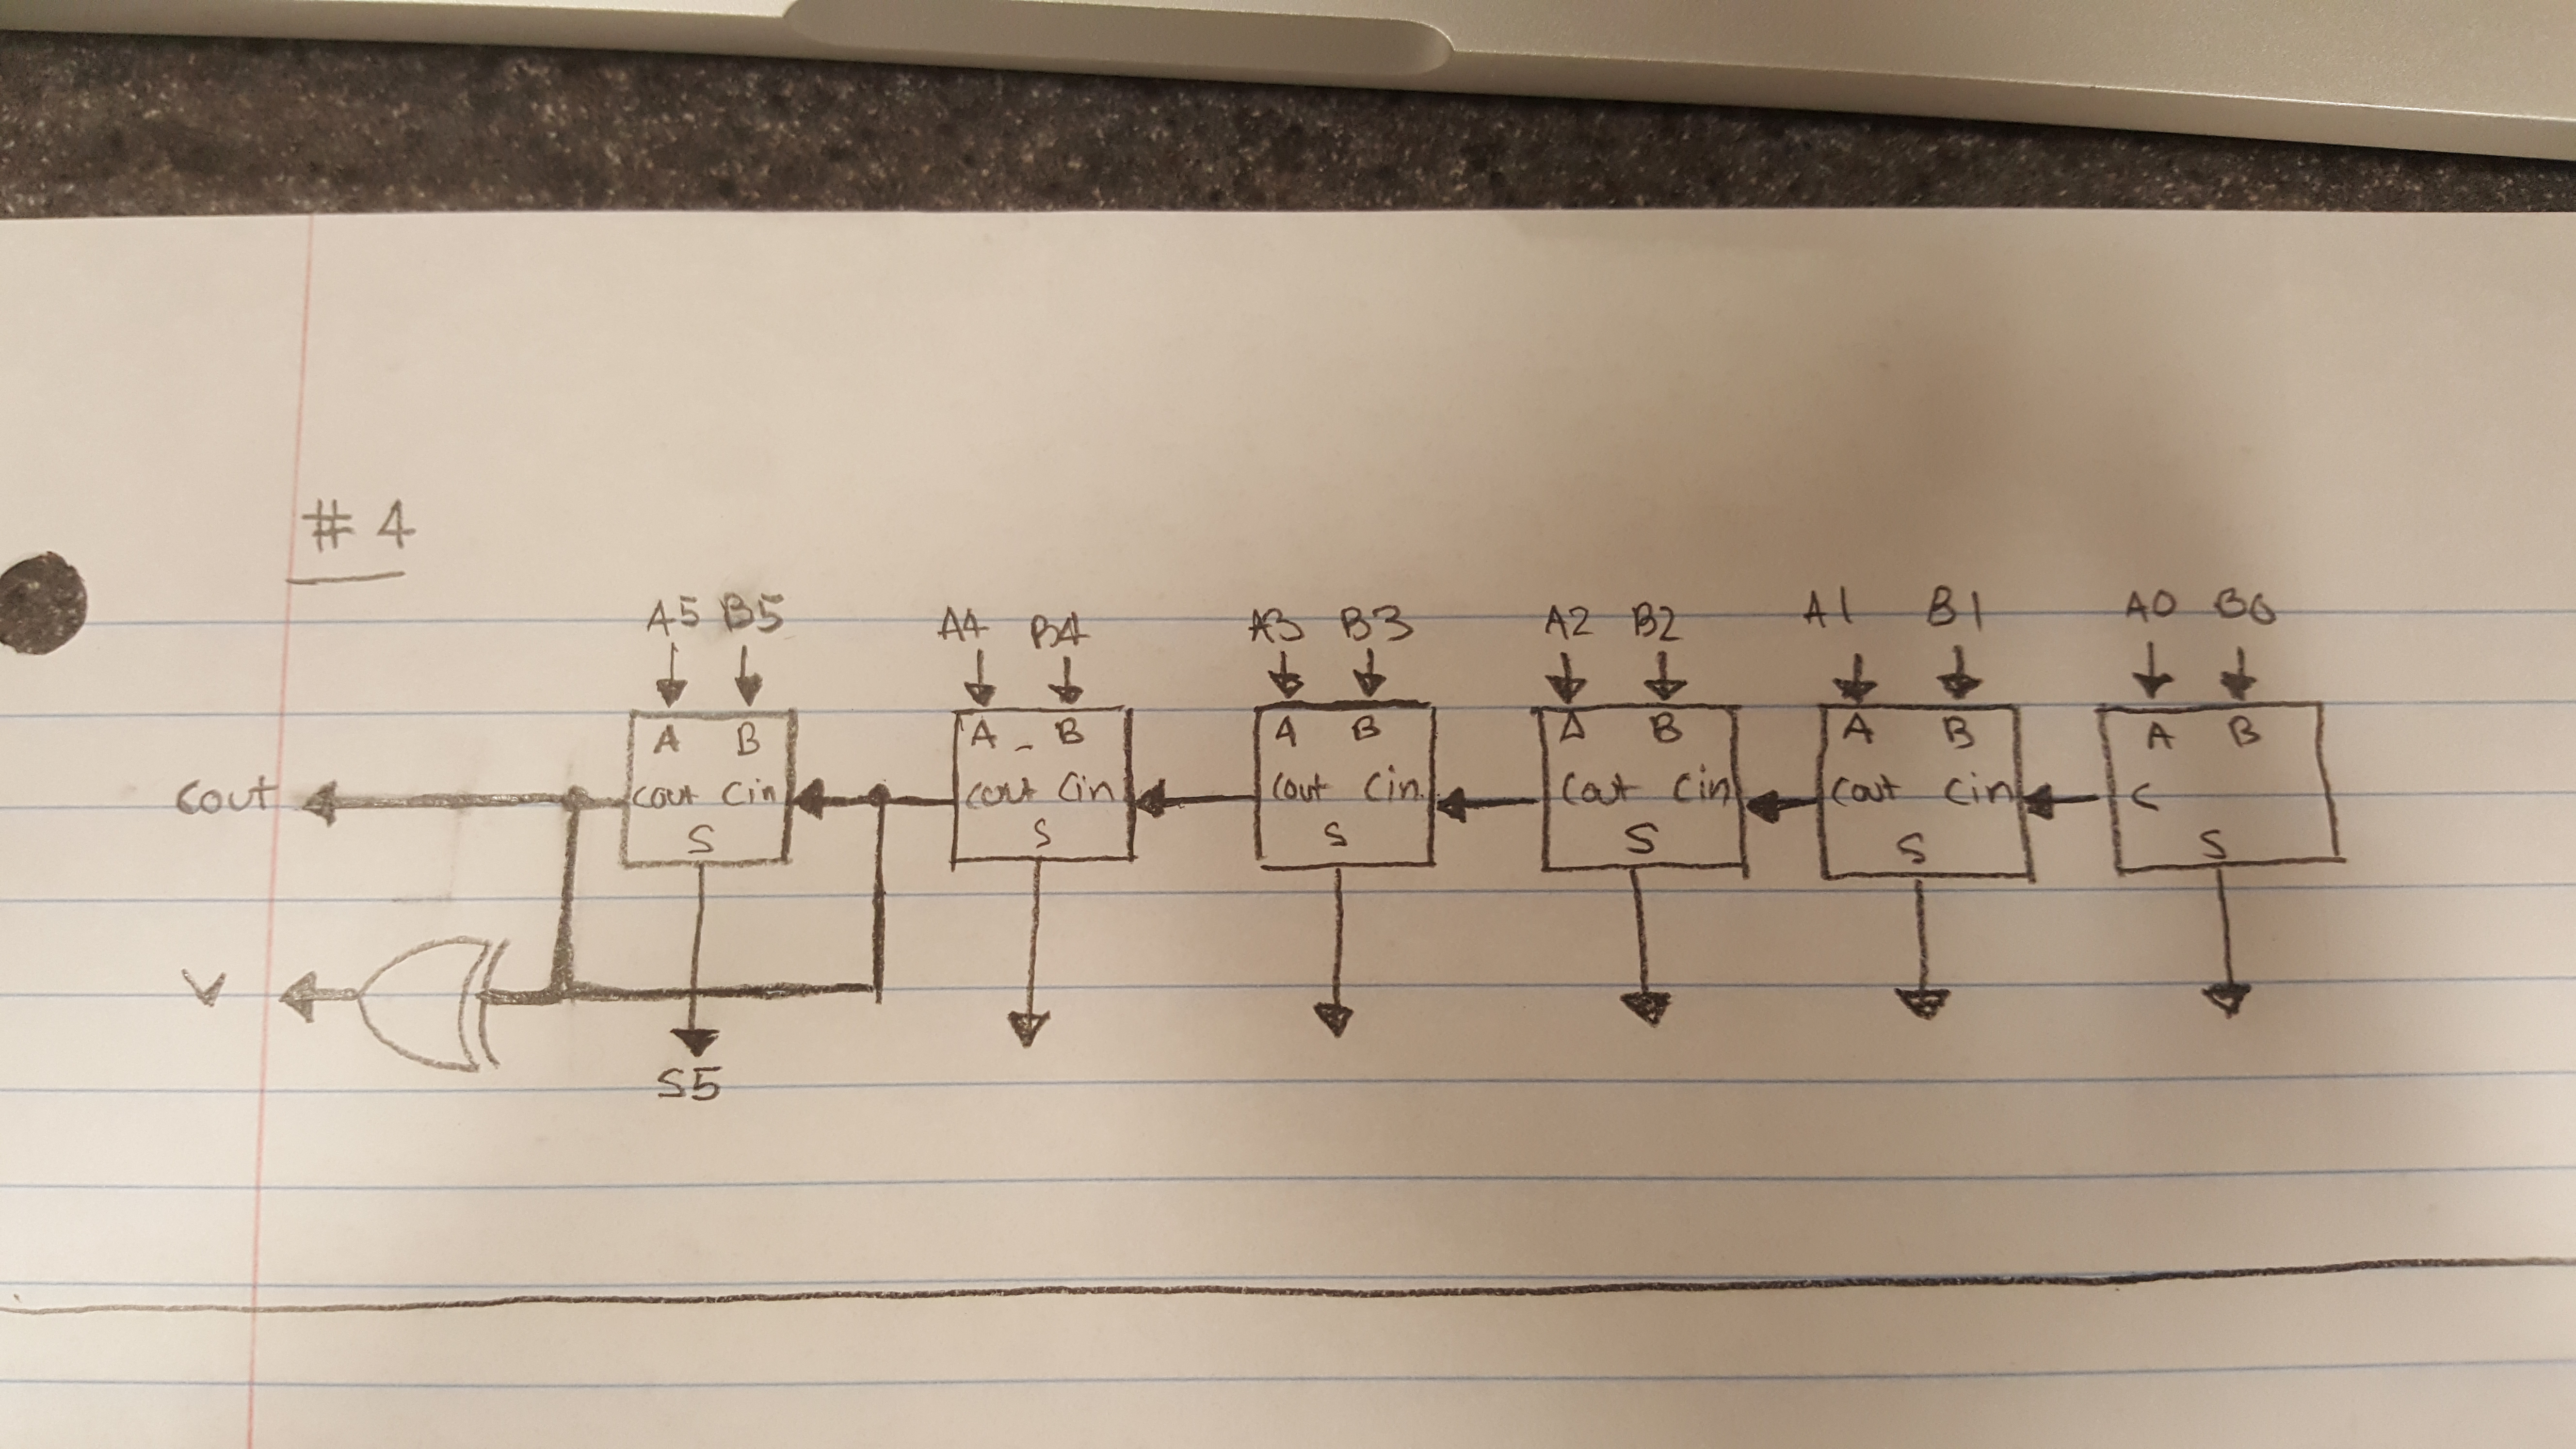 # 4
A5 B5 A4 B4 A3 B3 A2 B2 A1 B1 A0 B0
A B A - B A B A B A B A B
Cout Cout Cin Cout Cin Cout Cin Cout Cin Cout Cin C
S S S S S S
V
S5